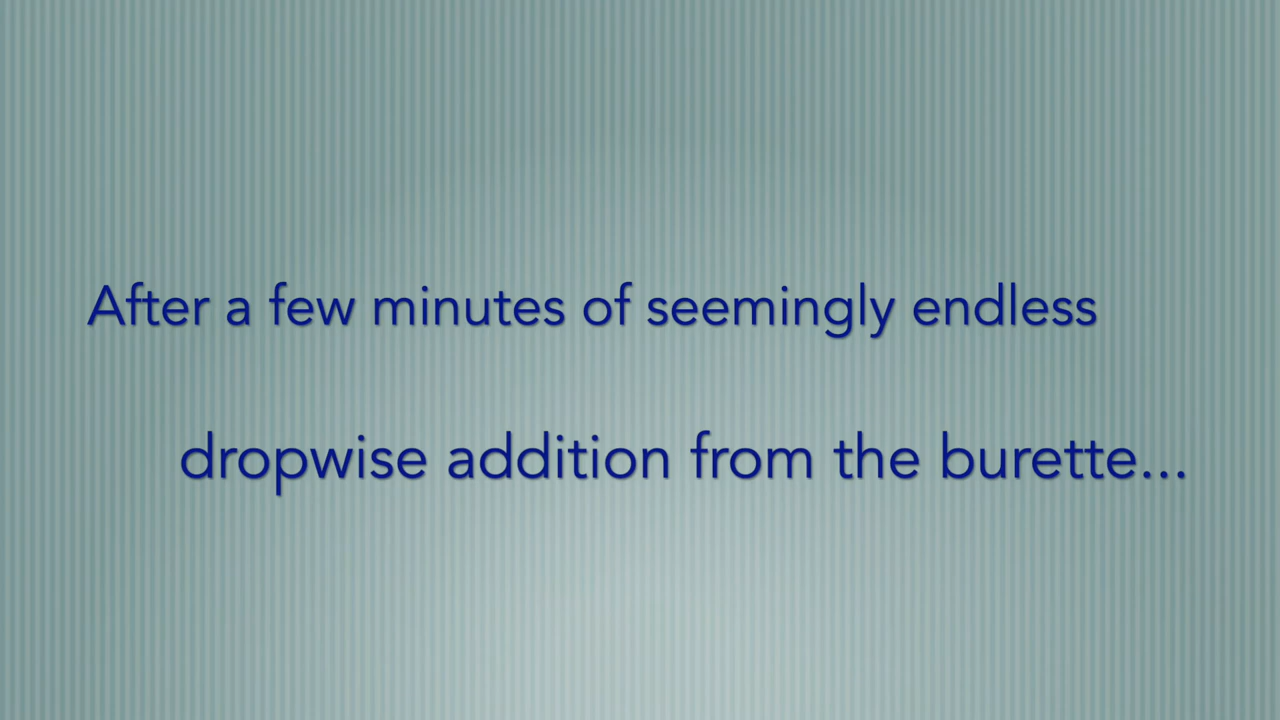 After a few minutes of seemingly endless
dropwise addition from the burette...